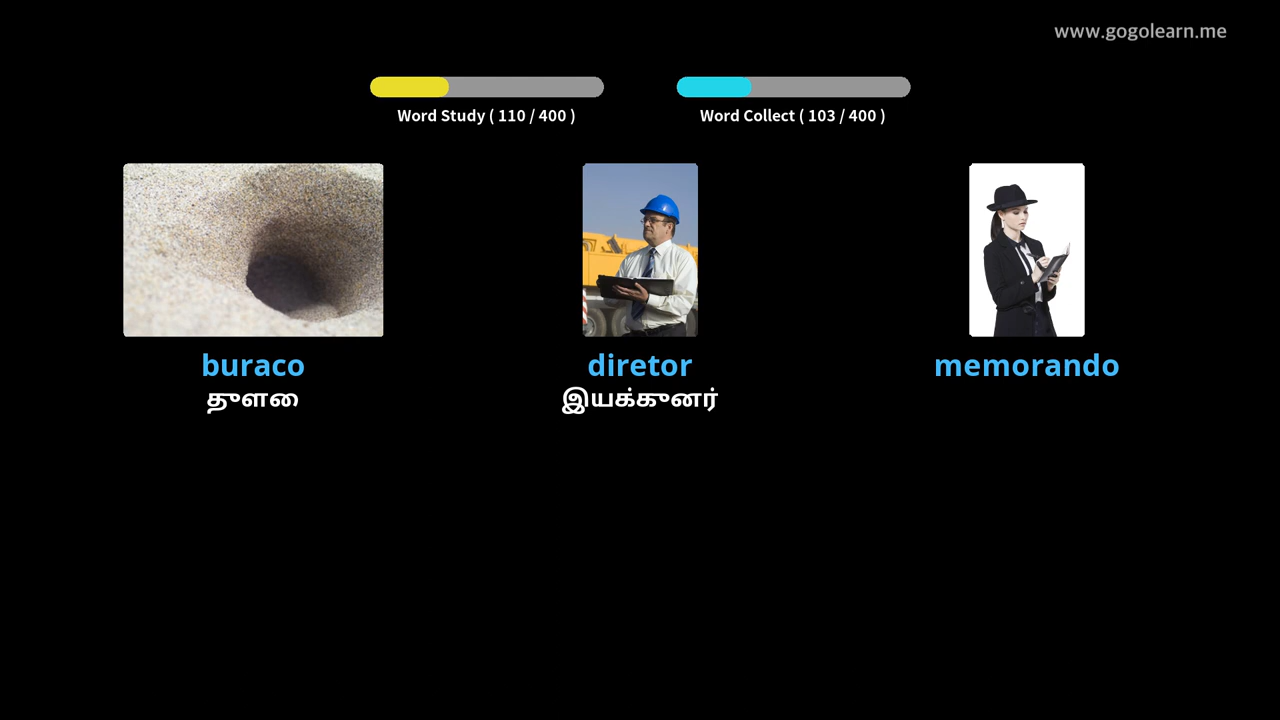 www.gogolearn.me
Word Study ( 110 / 400 )
Word Collect ( 103 / 400 )
buraco
துளை
diretor
இயக்குனர்
memorando